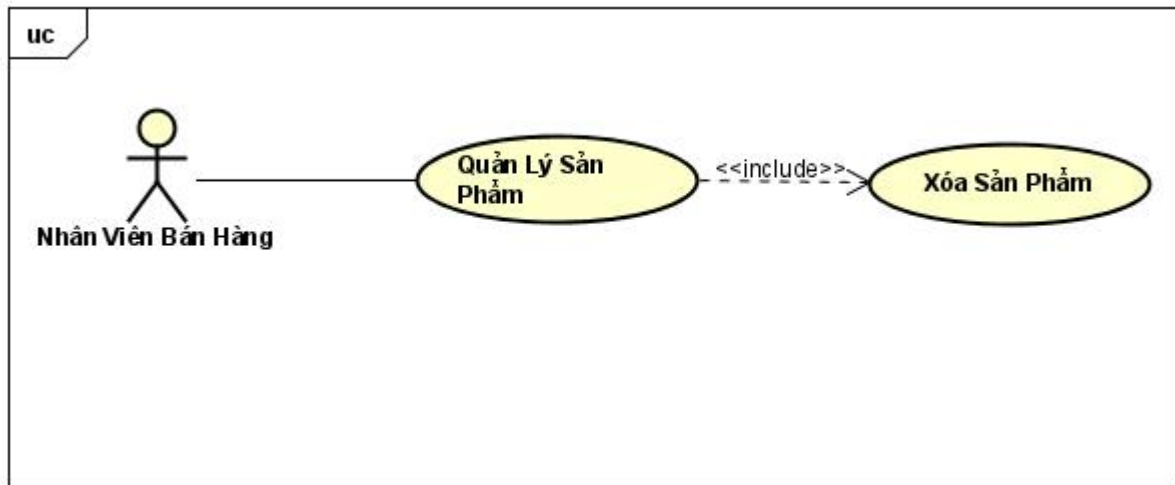 uc
Quản Lý Sản
Phẩm
<<include>>
Xóa Sản Phẩm
Nhân Viên Bán Hàng